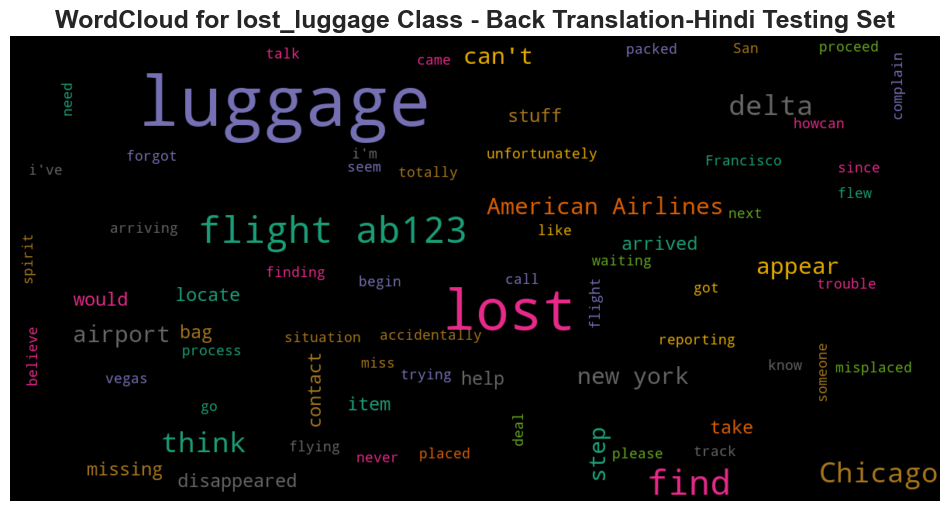 WordCloud for lost_luggage Class - Back Translation-Hindi Testing Set
talk
came
can't
packed
San
proceed
need
luggage
stuff
delta
complain
howcan
i've
forgot
i'm
seem
totally
unfortunately
Francisco
since
flew
arriving
flight ab123
American Airlines
next
like
arrived
spirit
finding
begin
call
flight
waiting
appear
got
trouble
would
locate
lost
airport
bag
situation
accidentally
reporting
believe
process
miss
know
someone
misplaced
vegas
contact
trying
help
new york
go
item
deal
think
flying
never
placed
step
please
take
track
missing
disappeared
find
Chicago